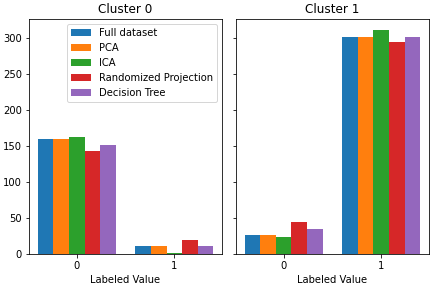 Cluster 0
Cluster 1
Full dataset
PCA
ICA
Randomized Projection
Decision Tree
300
250
200
150
100
50
0
0 1
0 1
Labeled Value
Labeled Value